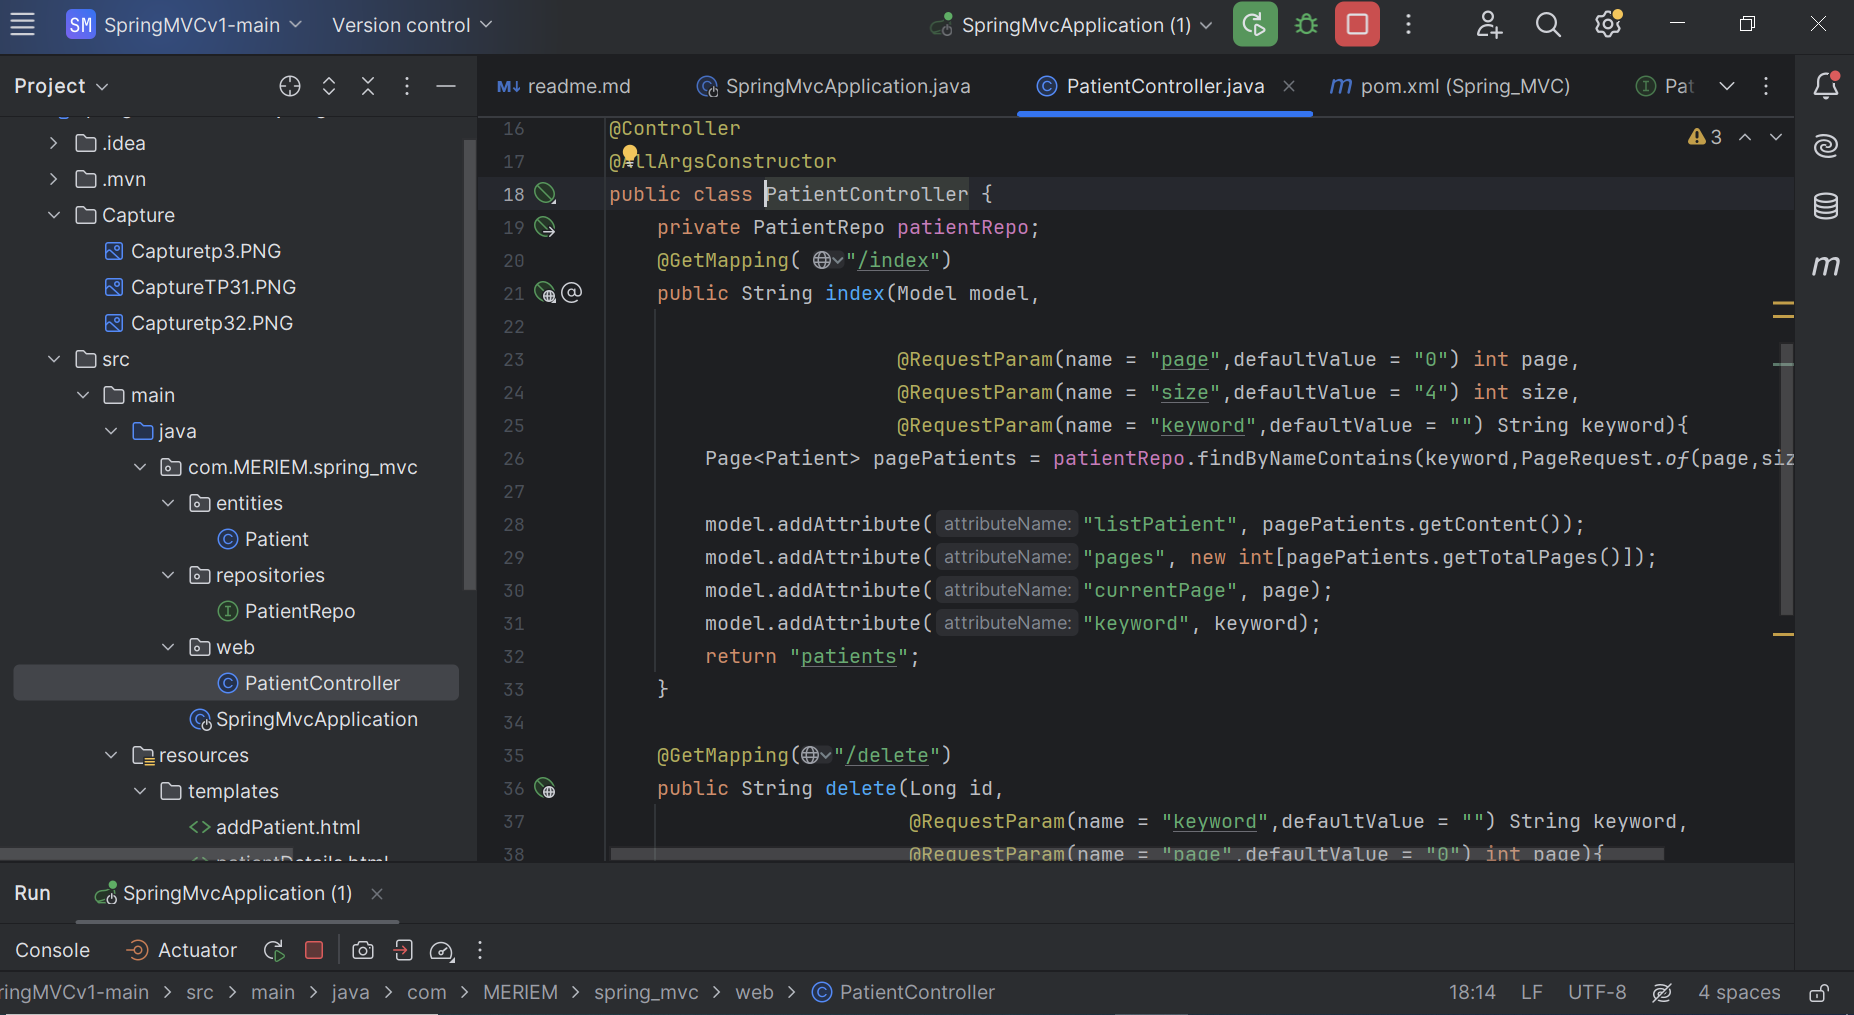 SM SpringMVCv1-main Version control SpringMvcApplication (1)
Project
readme.md SpringMvcApplication.java PatientController.java pom.xml (Spring_MVC) Pat
.idea
.mvn
Capture
Capturetp3.PNG
CaptureTP31.PNG
Capturetp32.PNG
src
main
java
com.MERIEM.spring_mvc
entities
Patient
repositories
PatientRepo
web
PatientController
SpringMvcApplication
resources
templates
addPatient.html
patientDetails.html
3
16 @Controller
17 @AllArgsConstructor
18 public class PatientController {
19 private PatientRepo patientRepo;
20 @GetMapping("/index")
21 public String index(Model model,
22
23 @RequestParam(name = "page",defaultValue = "0") int page,
24 @RequestParam(name = "size",defaultValue = "4") int size,
25 @RequestParam(name = "keyword",defaultValue = "") String keyword){
26 Page<Patient> pagePatients = patientRepo.findByNameContains(keyword,PageRequest.of(page,siz
27
28 model.addAttribute( attributeName: "listPatient", pagePatients.getContent());
29 model.addAttribute( attributeName: "pages", new int[pagePatients.getTotalPages()]);
30 model.addAttribute( attributeName: "currentPage", page);
31 model.addAttribute( attributeName: "keyword", keyword);
32 return "patients";
33 }
34
35 @GetMapping("/delete")
36 public String delete(Long id,
37 @RequestParam(name = "keyword",defaultValue = "") String keyword,
38 @RequestParam(name = "page",defaultValue = "0") int page){
Run SpringMvcApplication (1)
Console Actuator
ringMVCv1-main > src > main > java > com > MERIEM > spring_mvc > web > PatientController 18:14 LF UTF-8 4 spaces